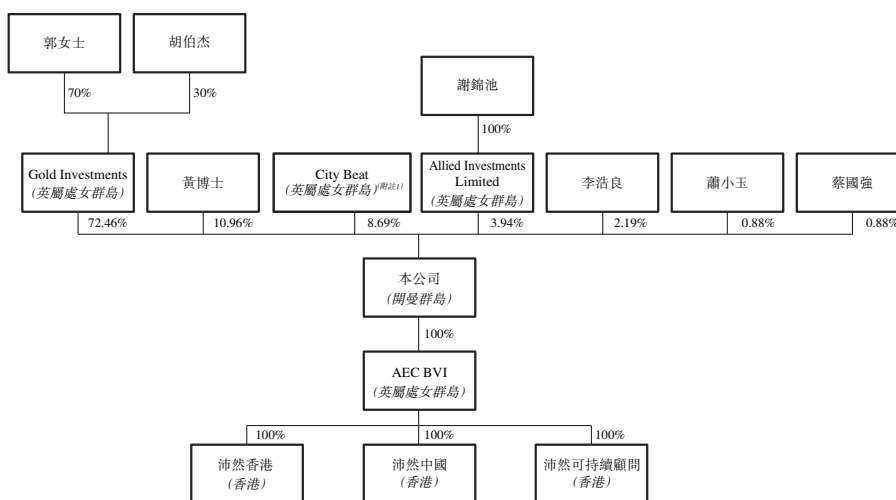 郭女士
胡伯杰
70%
30%
謝錦池
100%
Gold Investments
(英屬處女群島)
黃博士
City Beat
(英屬處女群島)(附註1)
Allied Investments
Limited
(英屬處女群島)
李浩良
蕭小玉
蔡國強
72.46%
10.96%
8.69%
3.94%
2.19%
0.88%
0.88%
本公司
(開曼群島)
100%
AEC BVI
(英屬處女群島)
100%
100%
100%
沛然香港
(香港)
沛然中國
(香港)
沛然可持續顧問
(香港)